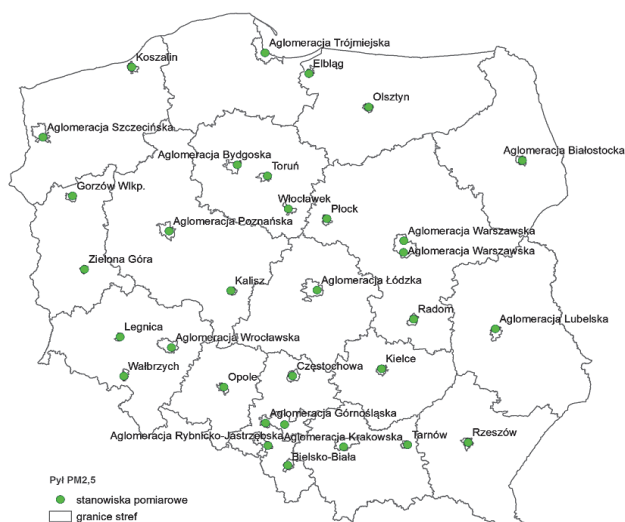 Aglomeracja Trójmiejska
Koszalin
Elbląg
Olsztyn
Aglomeracja Szczecińska
Aglomeracja Bydgoska
Aglomeracja Białostocka
Toruń
Gorzów Wlkp.
Włocławek
Płock
Aglomeracja Poznańska
Aglomeracja Warszawska
Aglomeracja Warszawska
Zielona Góra
Kalisz
Aglomeracja Łódzka
Radom
Aglomeracja Lubelska
Legnica
Aglomeracja Wrocławska
Wałbrzych
Kielce
Opole
Częstochowa
Aglomeracja Górnośląska
Aglomeracja Rybnicko-Jastrzębska
Aglomeracja Krakowska
Tarnów
Rzeszów
Bielsko-Biała
Pył PM2,5
stanowiska pomiarowe
granice stref